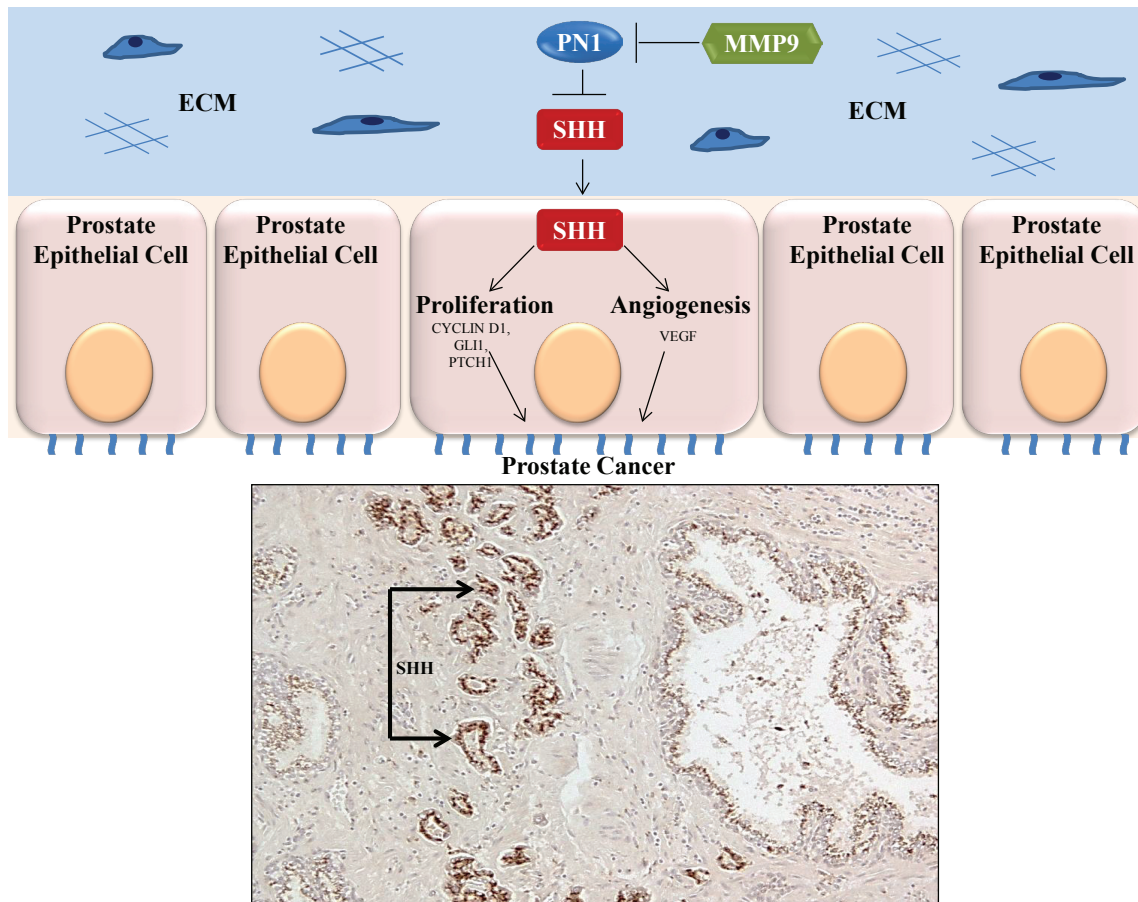 PN1
MMP9
ECM
ECM
SHH
Prostate
Epithelial Cell
Prostate
Epithelial Cell
SHH
Prostate
Epithelial Cell
Prostate
Epithelial Cell
Proliferation
CYCLIN D1,
GLI1,
PTCH1
Angiogenesis
VEGF
Prostate Cancer
SHH